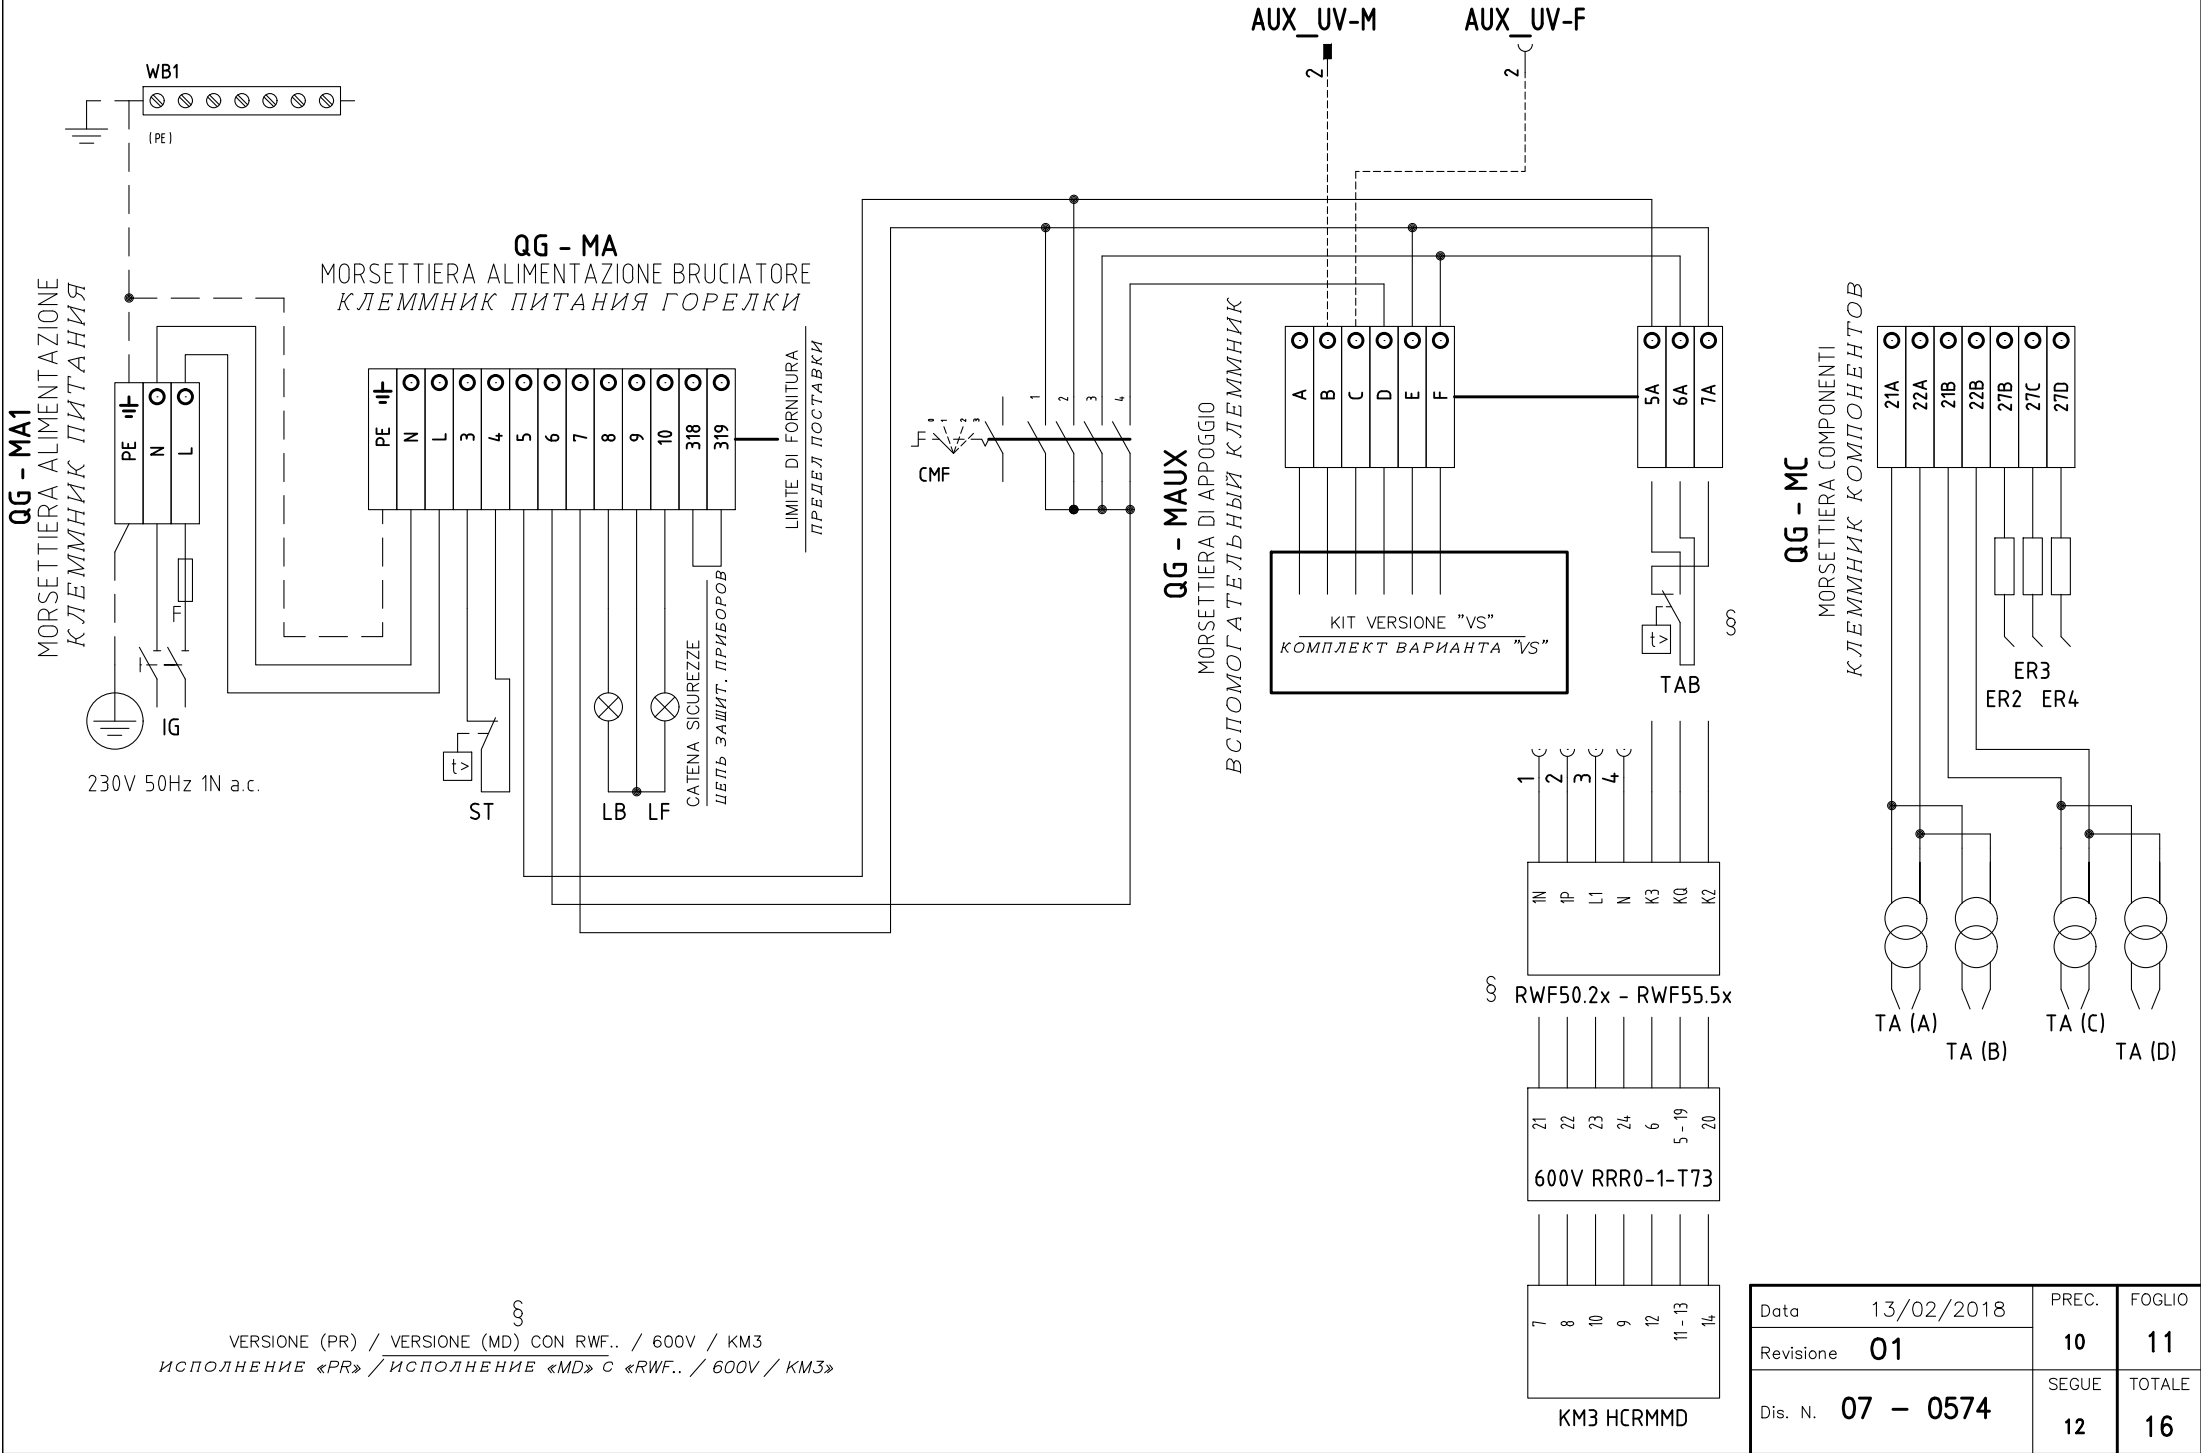 AUX_UV-M
AUX_UV-F
2
2
WB1
(PE)
QG - MA1
MORSETTIERA ALIMENTAZIONE
КЛЕММНИК ПИТАНИЯ
PE
N
L
F
IG
230V 50Hz 1N a.c.
QG - MA
MORSETTIERA ALIMENTAZIONE BRUCIATORE
КЛЕММНИК ПИТАНИЯ ГОРЕЛКИ
PE
N
L
3
4
5
6
7
8
9
10
318
319
LIMITE DI FORNITURA
ПРЕДЕЛ ПОСТАВКИ
t>
ST
LB
LF
CATENA SICUREZZE
ЦЕПЬ ЗАШИТ. ПРИБОРОВ
0
1
2
3
1
2
3
4
CMF
QG - MAUX
MORSETTIERA DI APPOGGIO
ВСПОМОГАТЕЛЬНЫЙ КЛЕММНИК
A
B
C
D
E
F
5A
6A
7A
KIT VERSIONE "VS"
КОМПЛЕКТ ВАРИАНТА "VS"
t>
§
TAB
QG - MC
MORSETTIERA COMPONENTI
КЛЕММНИК КОМПОНЕНТОВ
21A
22A
21B
22B
27B
27C
27D
ER3
ER2 ER4
TA (A)
TA (B)
TA (C)
TA (D)
1
2
3
4
1N
1P
L1
N
K3
KQ
K2
§ RWF50.2x - RWF55.5x
21
22
23
24
6
5 - 19
20
600V RRR0-1-T73
7
8
10
9
12
11 - 13
14
KM3 HCRMMD
§
VERSIONE (PR) / VERSIONE (MD) CON RWF.. / 600V / KM3
ИСПОЛНЕНИЕ «PR» / ИСПОЛНЕНИЕ «MD» С «RWF.. / 600V / KM3»
Data 13/02/2018
Revisione 01
Dis. N. 07 - 0574
PREC.
10
FOGLIO
11
SEGUE
12
TOTALE
16